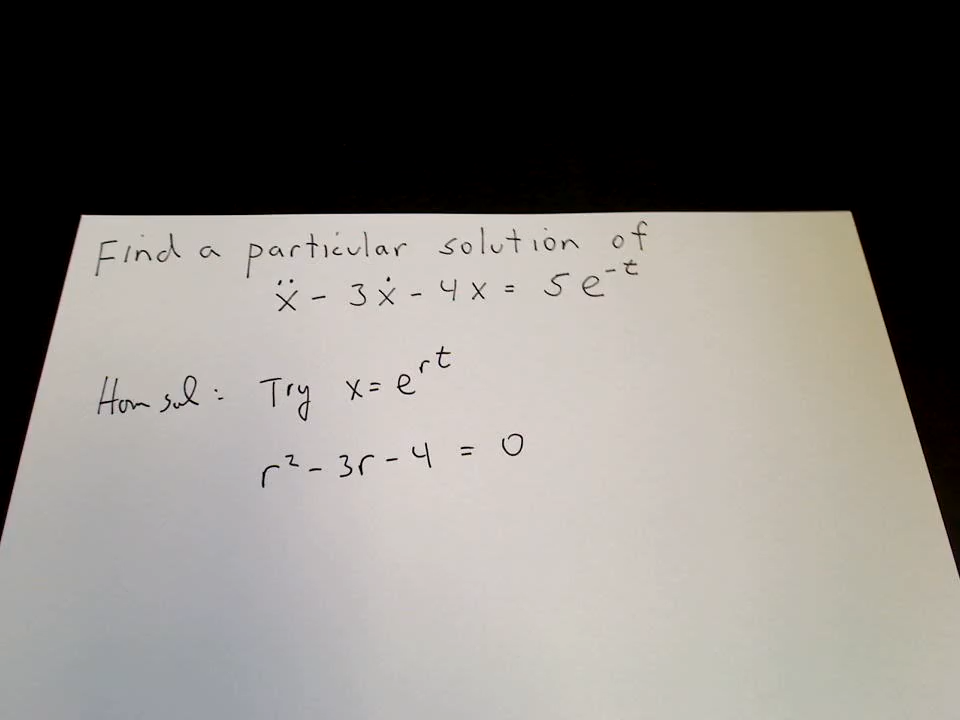 Find a particular solution of
ẍ - 3ẋ - 4x = 5e^{-t}
Hom sol: Try x = e^{rt}
r² - 3r - 4 = 0